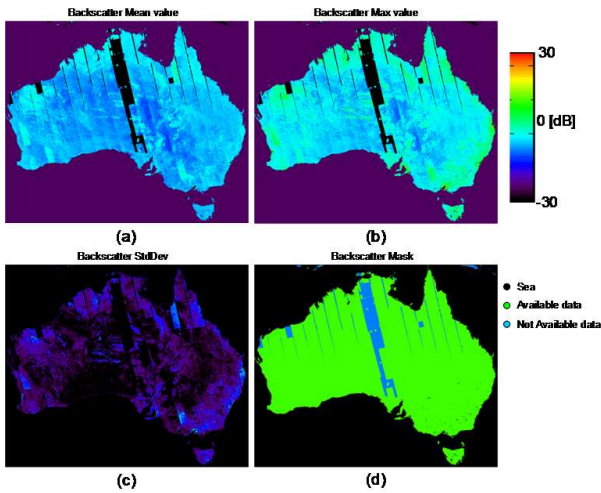 Backscatter Mean value
Backscatter Max value
30
0 [dB]
-30
(a)
(b)
Backscatter StdDev
Backscatter Mask
Sea
Available data
Not Available data
(c)
(d)